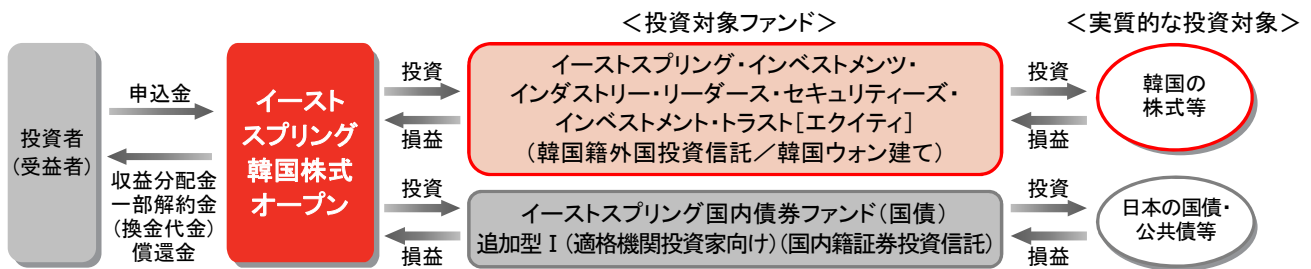 ＜投資対象ファンド＞
＜実質的な投資対象＞
投資者
(受益者)
申込金
収益分配金
一部解約金
(換金代金)
償還金
イースト
スプリング
韓国株式
オープン
投資
損益
イーストスプリング・インベストメンツ・
インダストリー・リーダース・セキュリティーズ・
インベストメント・トラスト[エクイティ]
(韓国籍外国投資信託／韓国ウォン建て)
投資
損益
韓国の
株式等
投資
損益
イーストスプリング国内債券ファンド(国債)
追加型Ⅰ(適格機関投資家向け)(国内籍証券投資信託)
投資
損益
日本の国債・
公共債等